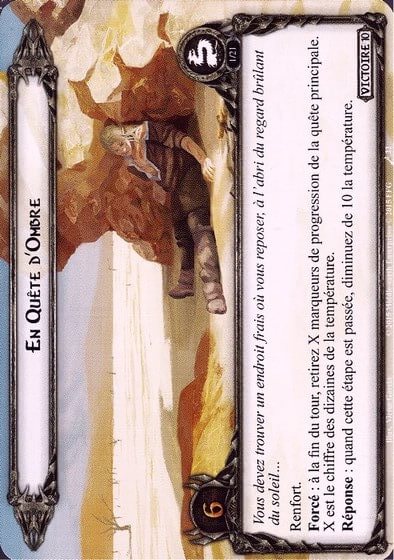 EN QUÊTE D'OMBRE
1/21
6
Vous devez trouver un endroit frais où vous reposer, à l'abri du regard brûlant
du soleil…
Renfort.
Forcé : à la fin du tour, retirez X marqueurs de progression de la quête principale.
X est le chiffre des dizaines de la température.
Réponse : quand cette étape est passée, diminuez de 10 la température.
VICTOIRE 10